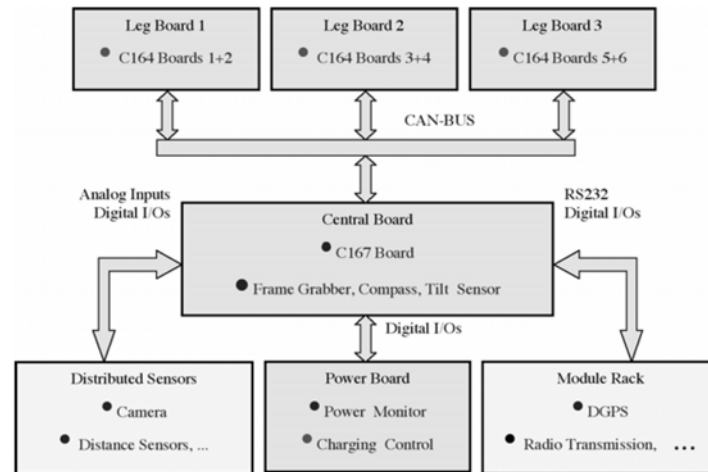 Leg Board 1
C164 Boards 1+2
Leg Board 2
C164 Boards 3+4
Leg Board 3
C164 Boards 5+6
CAN-BUS
Analog Inputs
Digital I/Os
RS232
Digital I/Os
Central Board
C167 Board
Frame Grabber, Compass, Tilt Sensor
Digital I/Os
Distributed Sensors
Camera
Distance Sensors, ...
Power Board
Power Monitor
Charging Control
Module Rack
DGPS
Radio Transmission, ...